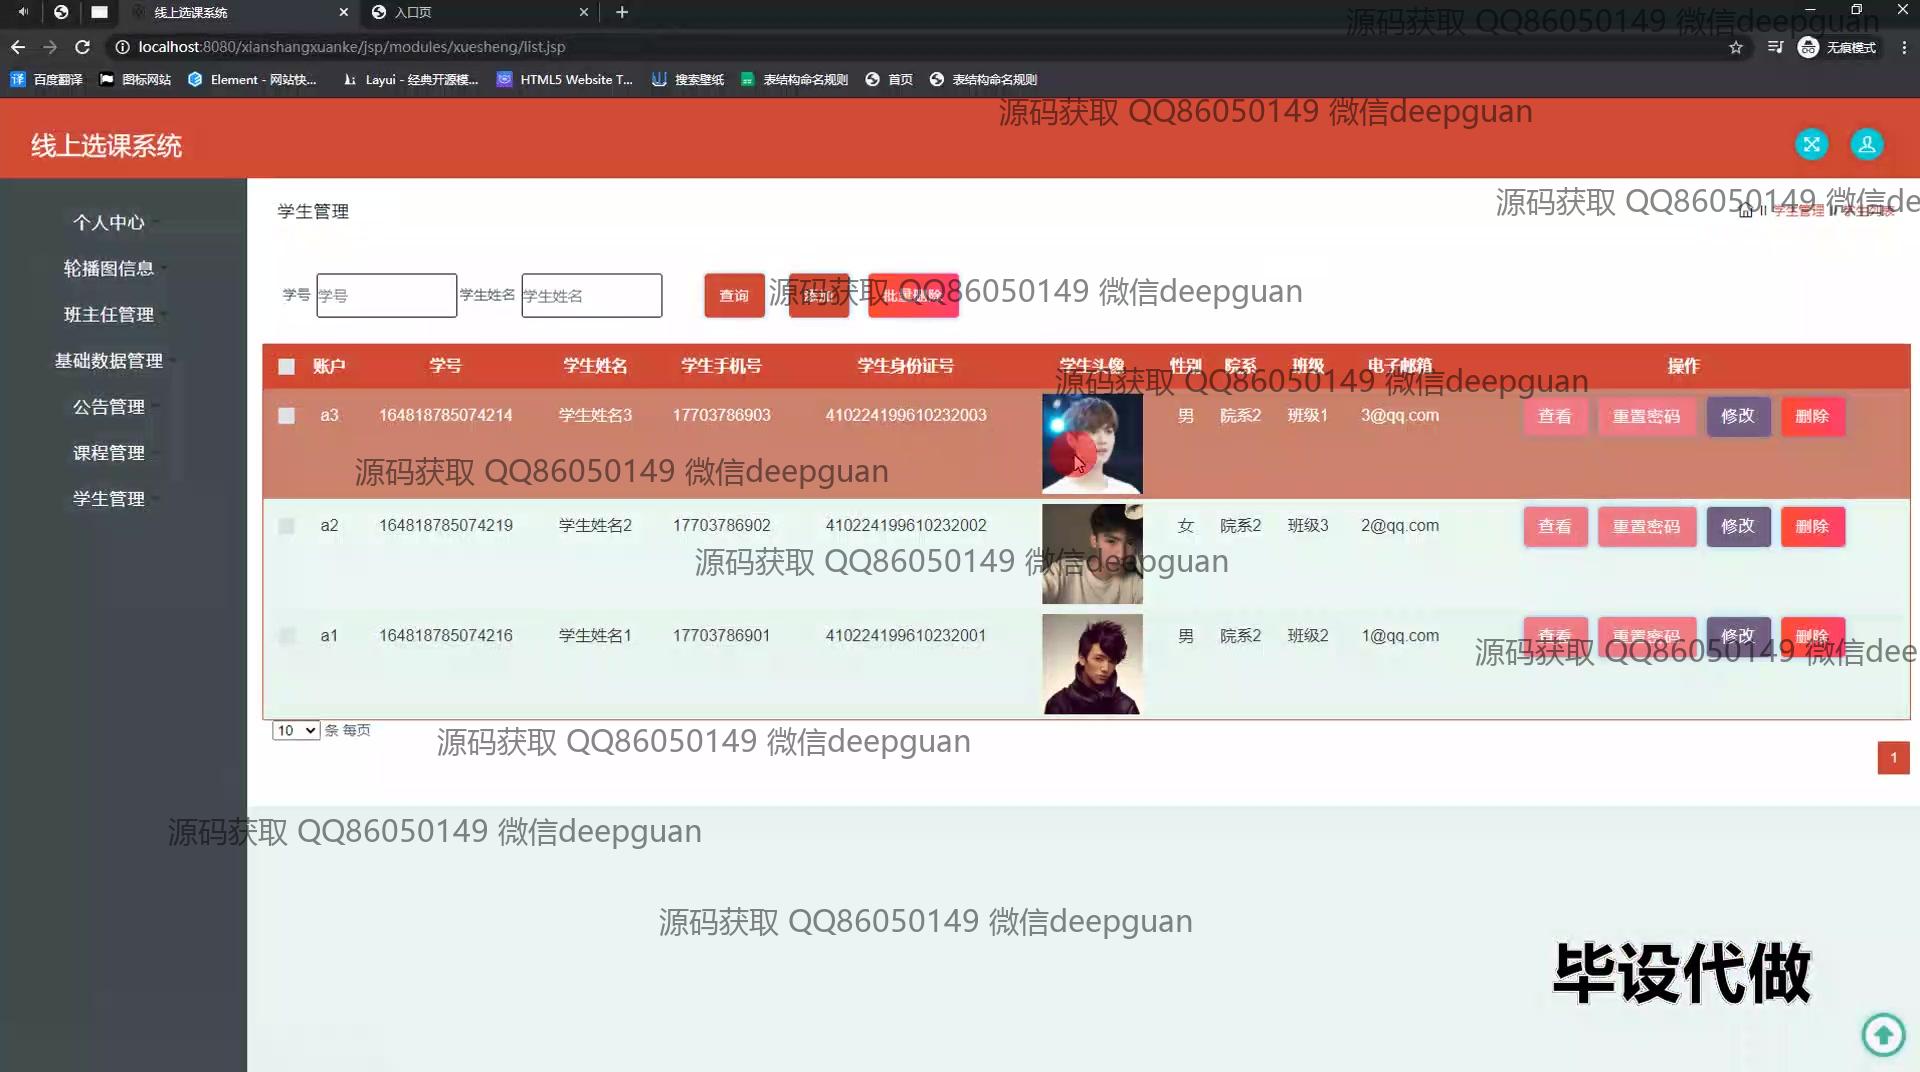 线上选课系统
入口页
localhost:8080/xianshangxuanke/jsp/modules/xuesheng/list.jsp
无痕模式
百度翻译
图标网站
Element - 网站快...
Layui - 经典开源模...
HTML5 Website T...
搜索壁纸
表结构命名规则
首页
表结构命名规则
源码获取 QQ86050149 微信deepguan
源码获取 QQ86050149 微信deepguan
线上选课系统
个人中心
轮播图信息
班主任管理
基础数据管理
公告管理
课程管理
学生管理
学生管理
源码获取 QQ86050149 微信de
学生管理
学生列表
学号 学号 学生姓名 学生姓名 查询 添加 批量删除
源码获取 QQ86050149 微信deepguan
账户 学号 学生姓名 学生手机号 学生身份证号 学生头像 性别 院系 班级 电子邮箱 操作
源码获取 QQ86050149 微信deepguan
a3 164818785074214 学生姓名3 17703786903 410224199610232003 男 院系2 班级1 3@qq.com 查看 重置密码 修改 删除
源码获取 QQ86050149 微信deepguan
a2 164818785074219 学生姓名2 17703786902 410224199610232002 女 院系2 班级3 2@qq.com 查看 重置密码 修改 删除
源码获取 QQ86050149 微信deepguan
a1 164818785074216 学生姓名1 17703786901 410224199610232001 男 院系2 班级2 1@qq.com 查看 重置密码 修改 删除
源码获取 QQ86050149 微信dee
10 条 每页
源码获取 QQ86050149 微信deepguan
1
源码获取 QQ86050149 微信deepguan
源码获取 QQ86050149 微信deepguan
毕设代做